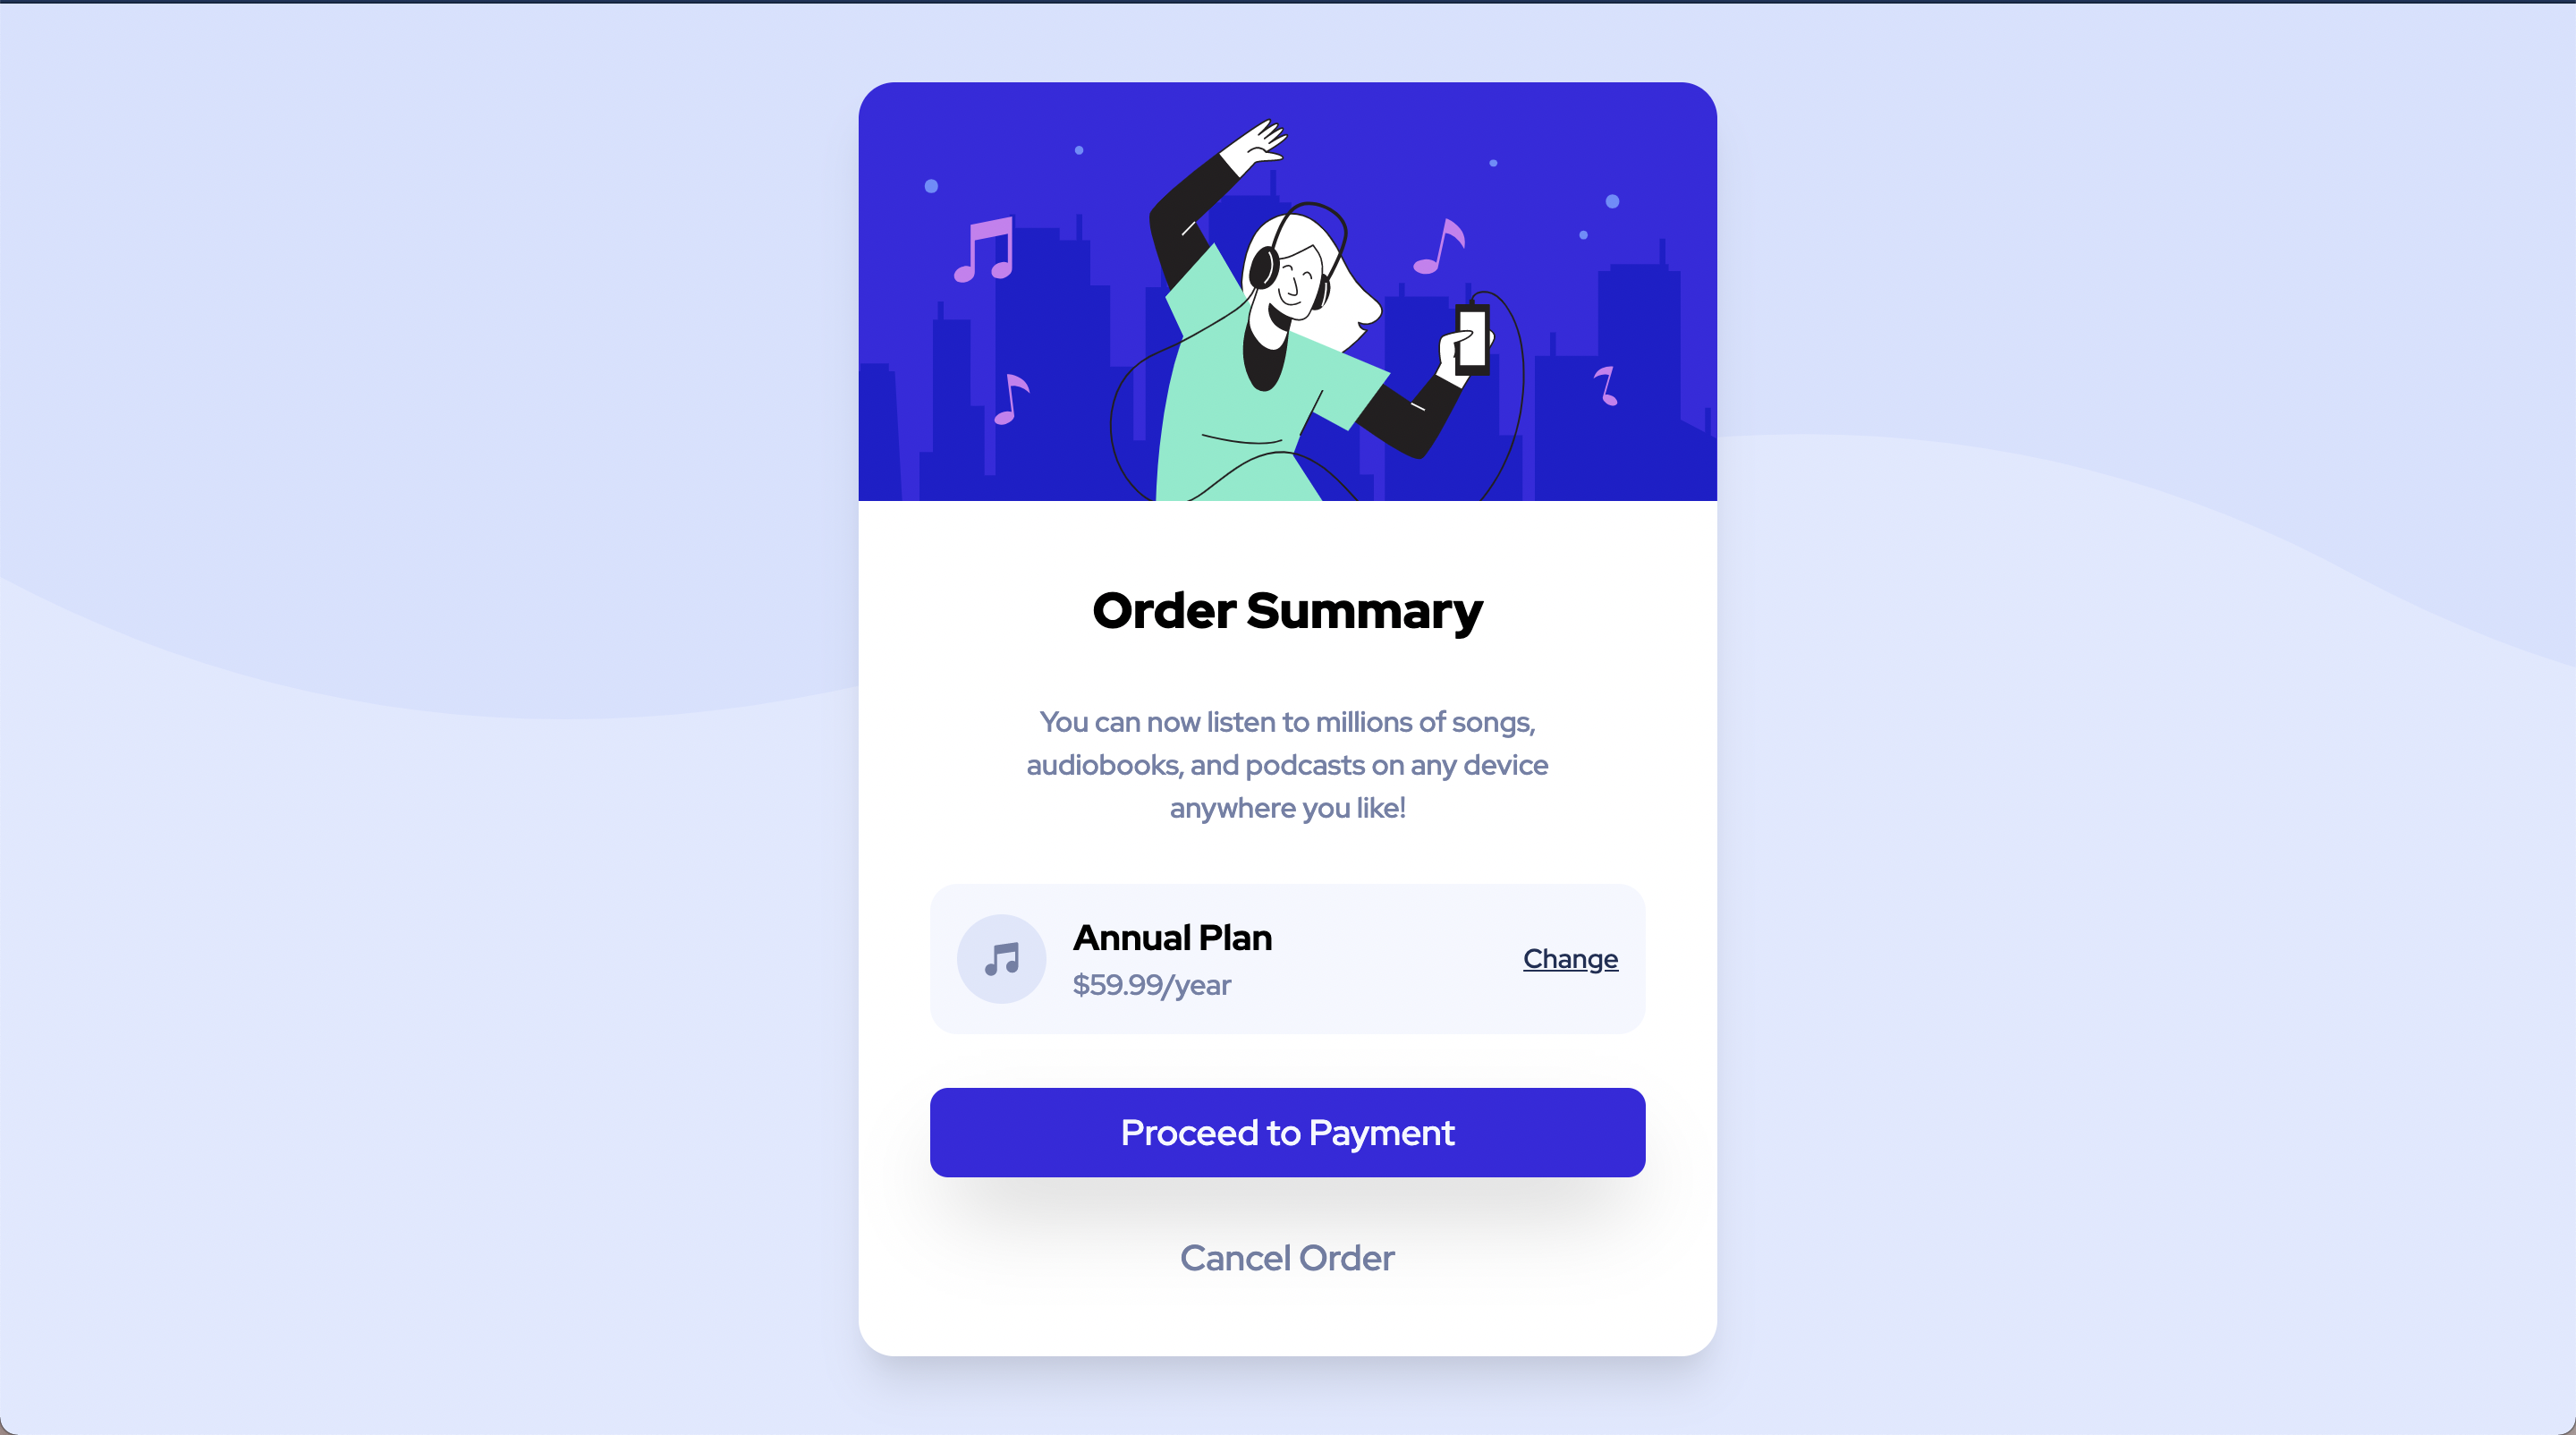 Order Summary
You can now listen to millions of songs,
audiobooks, and podcasts on any device
anywhere you like!
Annual Plan
$59.99/year
Change
Proceed to Payment
Cancel Order